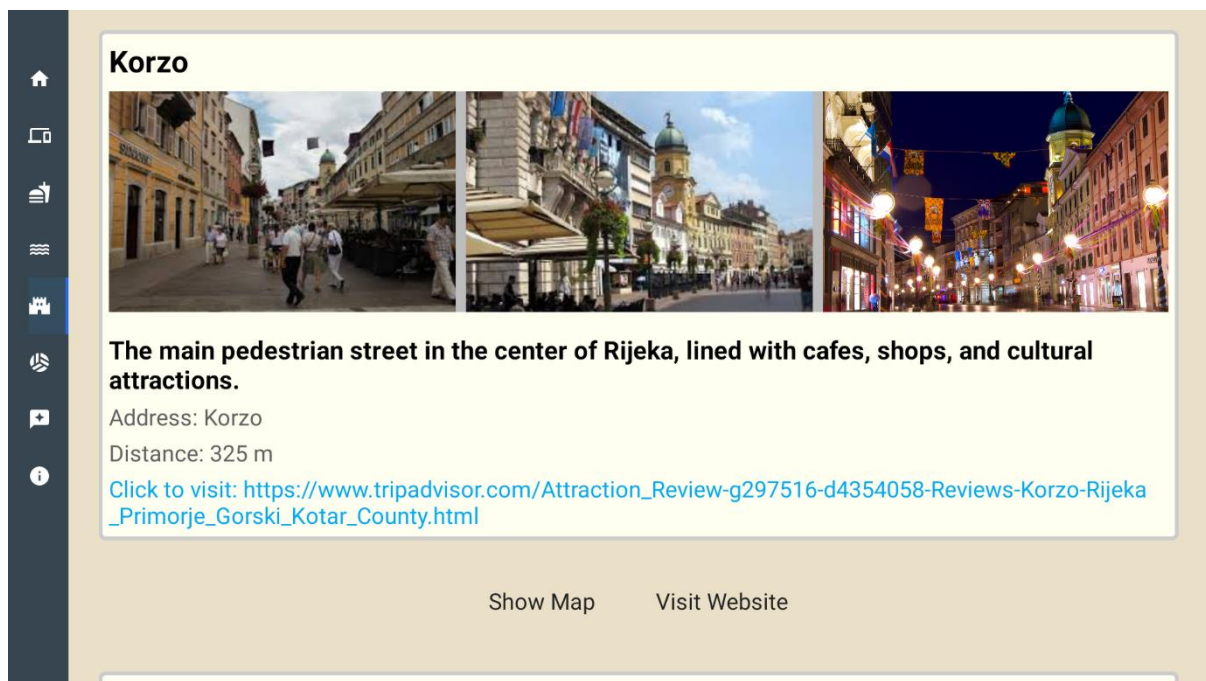 Korzo
The main pedestrian street in the center of Rijeka, lined with cafes, shops, and cultural
attractions.
Address: Korzo
Distance: 325 m
Click to visit: https://www.tripadvisor.com/Attraction_Review-g297516-d4354058-Reviews-Korzo-Rijeka
_Primorje_Gorski_Kotar_County.html
Show Map Visit Website